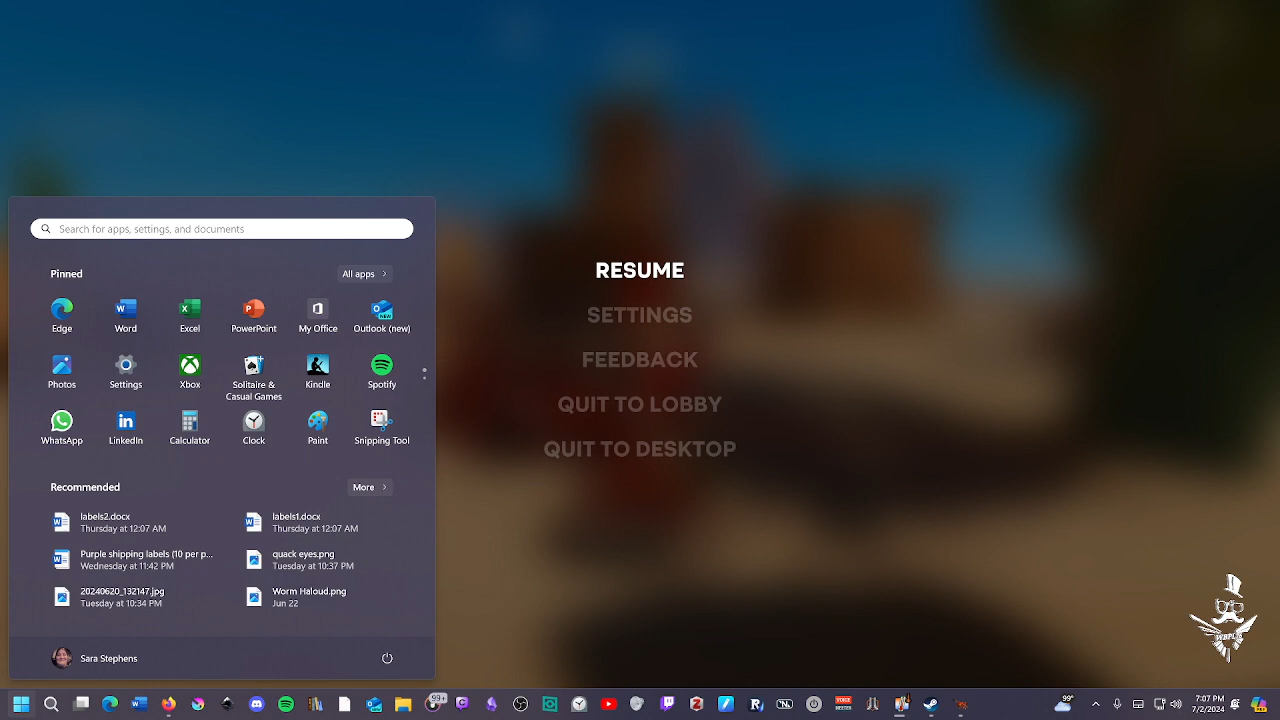 Search for apps, settings, and documents
Pinned
All apps
Edge
Word
Excel
PowerPoint
My Office
Outlook (new)
Photos
Settings
Xbox
Solitaire &
Casual Games
Kindle
Spotify
WhatsApp
LinkedIn
Calculator
Clock
Paint
Snipping Tool
Recommended
More
labels2.docx
Thursday at 12:07 AM
labels1.docx
Thursday at 12:07 AM
Purple shipping labels (10 per p...
Wednesday at 11:42 PM
quack eyes.png
Tuesday at 10:37 PM
20240620_132147.jpg
Tuesday at 10:34 PM
Worm Haloud.png
Jun 22
Sara Stephens
RESUME
SETTINGS
FEEDBACK
QUIT TO LOBBY
QUIT TO DESKTOP
99+
99°
7:07 PM
7/2/2024